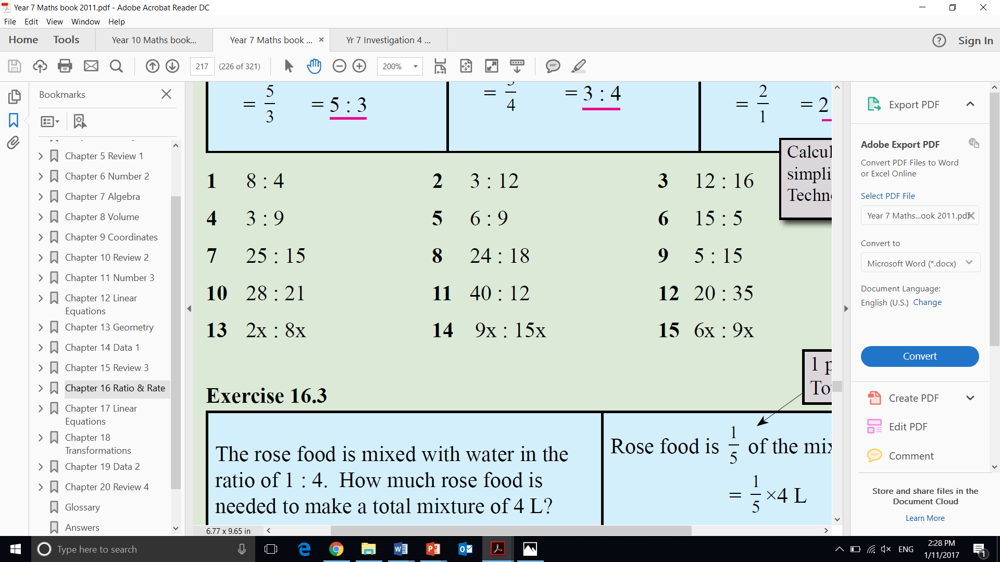 Year 7 Maths book 2011.pdf - Adobe Acrobat Reader DC
File Edit View Window Help
Home Tools Year 10 Maths book... Year 7 Maths book ... × Yr 7 Investigation 4 ... ? Sign In
217 (226 of 321) 200%
Bookmarks
Chapter 5 Review 1
Chapter 6 Number 2
Chapter 7 Algebra
Chapter 8 Volume
Chapter 9 Coordinates
Chapter 10 Review 2
Chapter 11 Number 3
Chapter 12 Linear
Equations
Chapter 13 Geometry
Chapter 14 Data 1
Chapter 15 Review 3
Chapter 16 Ratio & Rate
Chapter 17 Linear
Equations
Chapter 18
Transformations
Chapter 19 Data 2
Chapter 20 Review 4
Glossary
Answers
= 5/3 = 5 : 3
= /4 = 3 : 4
= 2/1 = 2
1 8 : 4 2 3 : 12 3 12 : 16
4 3 : 9 5 6 : 9 6 15 : 5
7 25 : 15 8 24 : 18 9 5 : 15
10 28 : 21 11 40 : 12 12 20 : 35
13 2x : 8x 14 9x : 15x 15 6x : 9x
Calcul
simpli
Techn
1 p
To
Exercise 16.3
The rose food is mixed with water in the
ratio of 1 : 4. How much rose food is
needed to make a total mixture of 4 L?
Rose food is 1/5 of the mix
= 1/5 ×4 L
6.77 x 9.65 in
Export PDF
Adobe Export PDF
Convert PDF Files to Word
or Excel Online
Select PDF File
Year 7 Maths...ook 2011.pdf
Convert to
Microsoft Word (*.docx)
Document Language:
English (U.S.) Change
Convert
Create PDF
Edit PDF
Comment
Store and share files in the
Document Cloud
Learn More
Type here to search
ENG
2:28 PM
1/11/2017
1